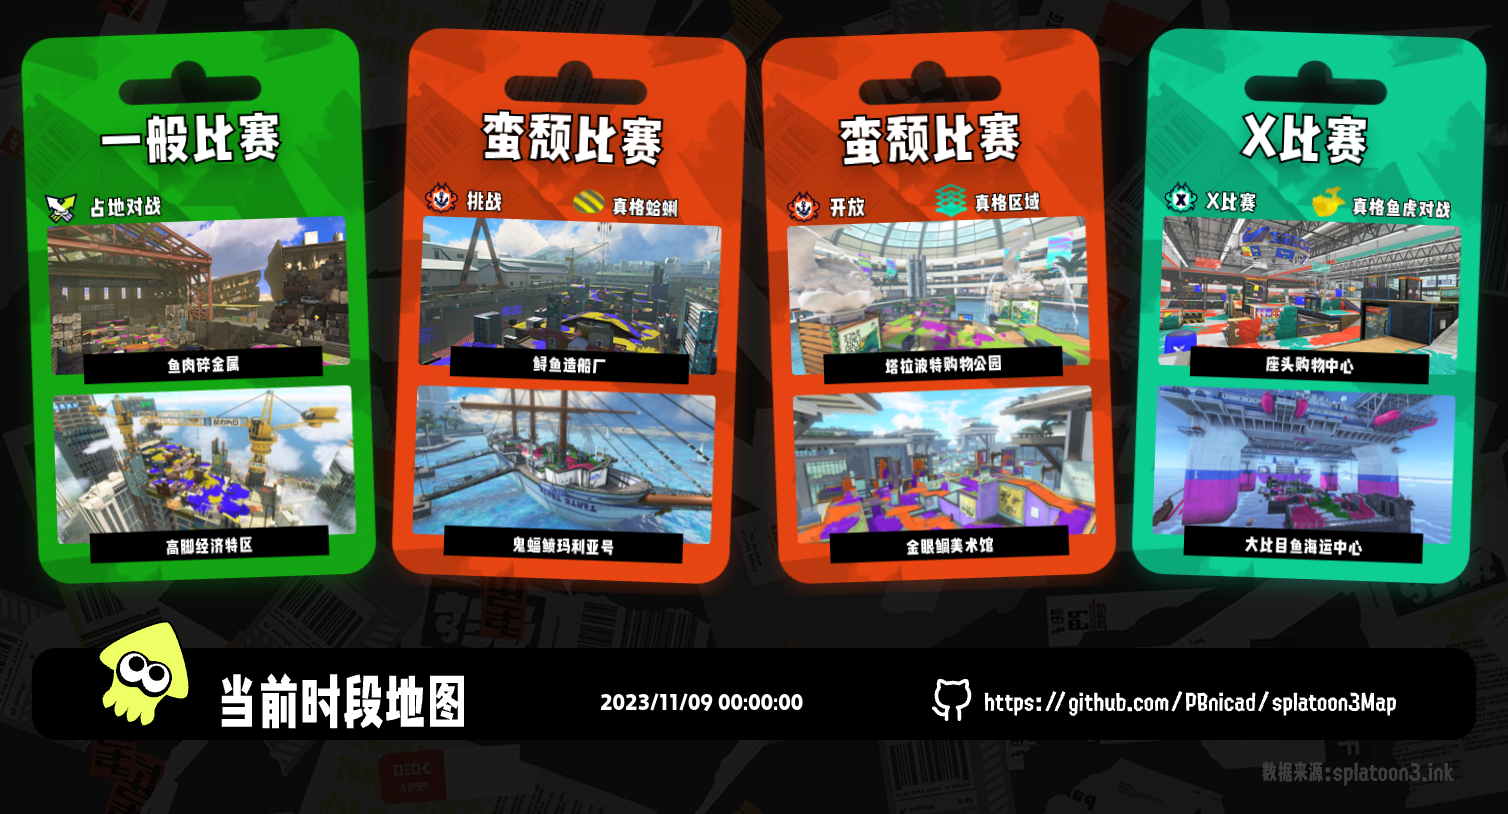 一般比赛
占地对战
鱼肉碎金属
高脚经济特区
蛮颓比赛
挑战
真格蛤蜊
鲟鱼造船厂
鬼蝠鲼玛利亚号
蛮颓比赛
开放
真格区域
塔拉波特购物公园
金眼鲷美术馆
X比赛
X比赛
真格鱼虎对战
座头购物中心
大比目鱼海运中心
当前时段地图
2023/11/09 00:00:00
https://github.com/PBnicad/splatoon3Map
数据来源:splatoon3.ink